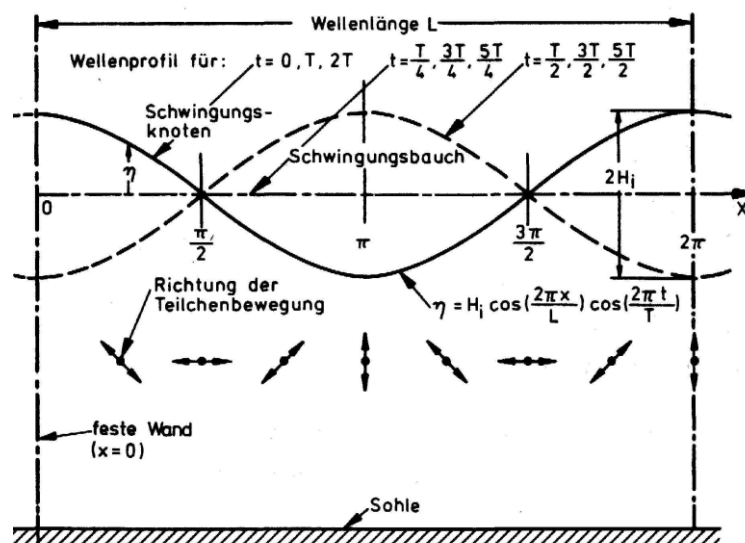 Wellenlänge L
Wellenprofil für: t = 0, T, 2T t = T/4, 3T/4, 5T/4 t = T/2, 3T/2, 5T/2
Schwingungs-
knoten
Schwingungsbauch
η
2Hi
0
X
π/2
π
3π/2
2π
Richtung der
Teilchenbewegung
η = Hi cos(2πx/L) cos(2πt/T)
feste Wand
(x=0)
Sohle